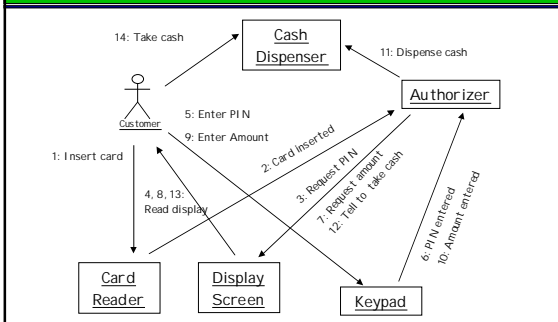 14: Take cash
Cash
Dispenser
11: Dispense cash
Authorizer
Customer
5: Enter PIN
9: Enter Amount
1: Insert card
2: Card Inserted
3: Request PIN
7: Request amount
12: Tell to take cash
4, 8, 13:
Read display
6: PIN entered
10: Amount entered
Card
Reader
Display
Screen
Keypad